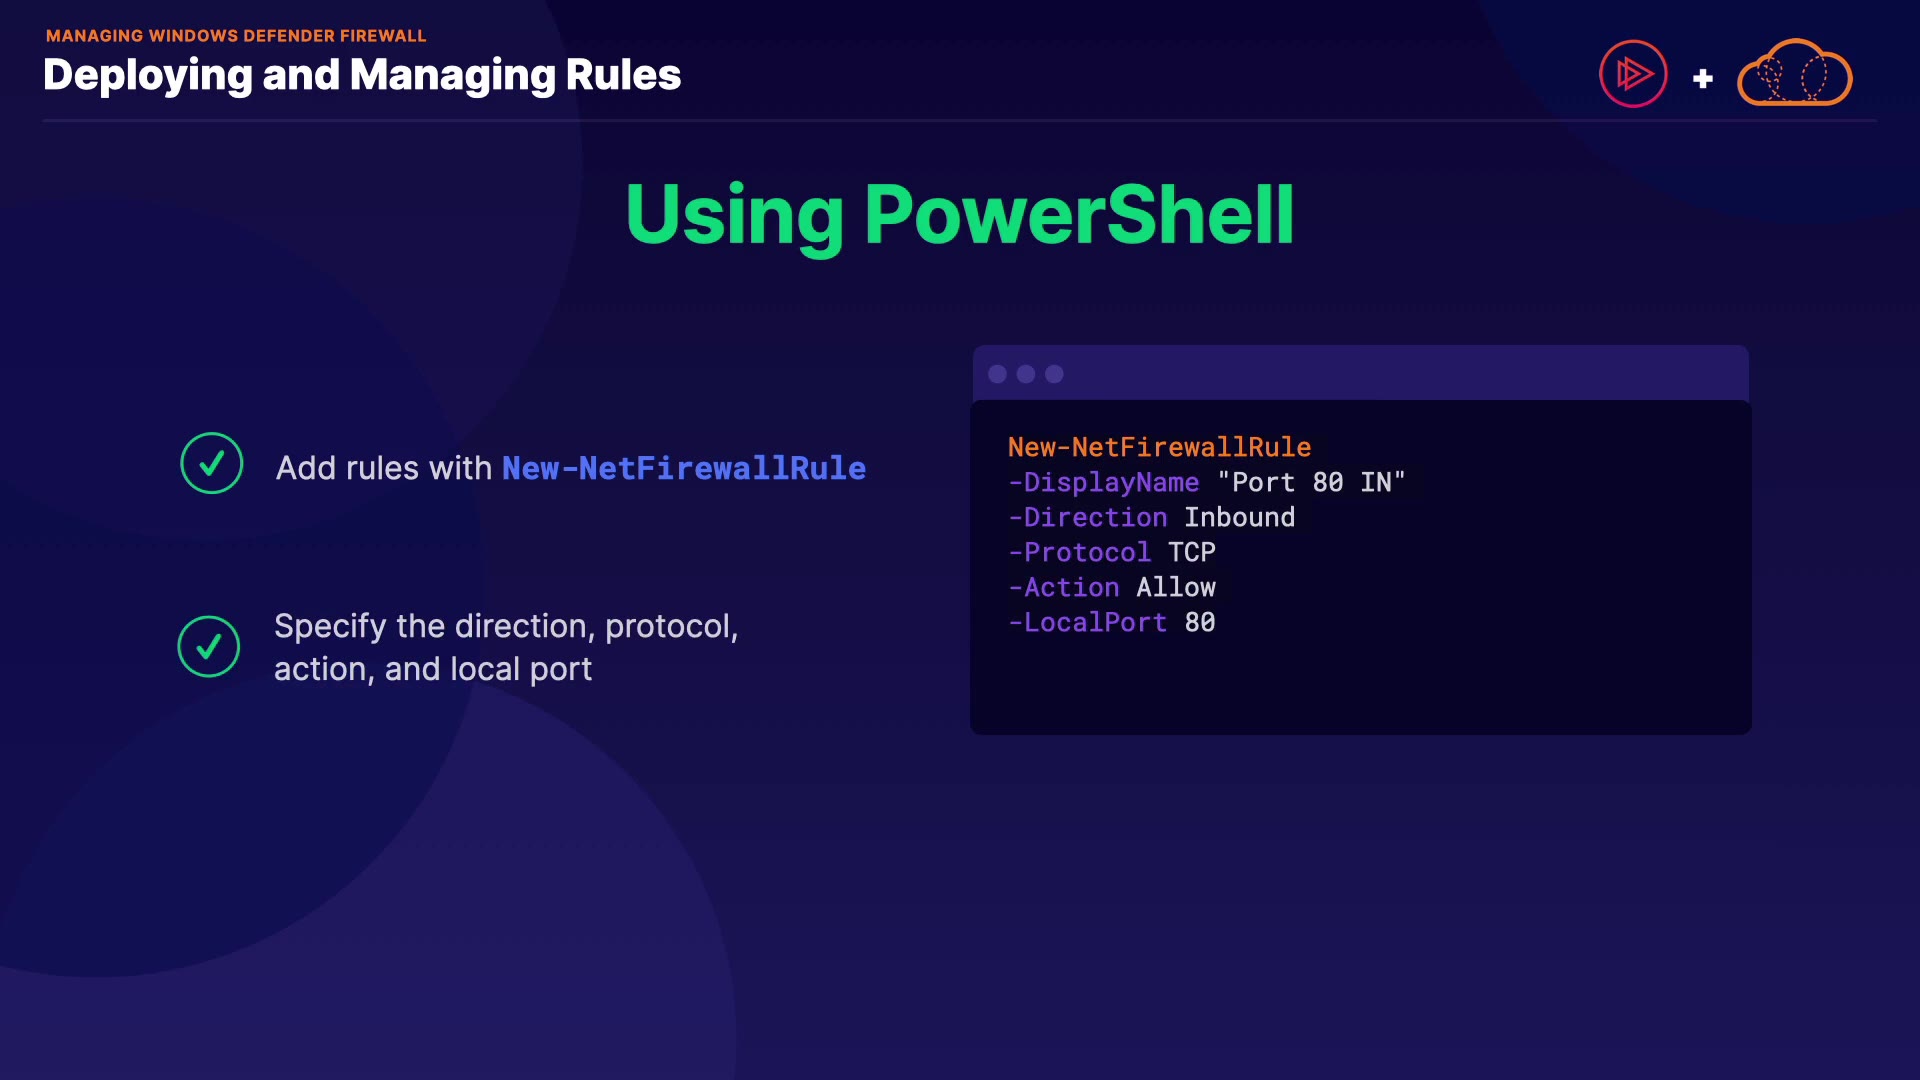 MANAGING WINDOWS DEFENDER FIREWALL
Deploying and Managing Rules
+
Using PowerShell
Add rules with New-NetFirewallRule
Specify the direction, protocol,
action, and local port
New-NetFirewallRule
-DisplayName "Port 80 IN"
-Direction Inbound
-Protocol TCP
-Action Allow
-LocalPort 80